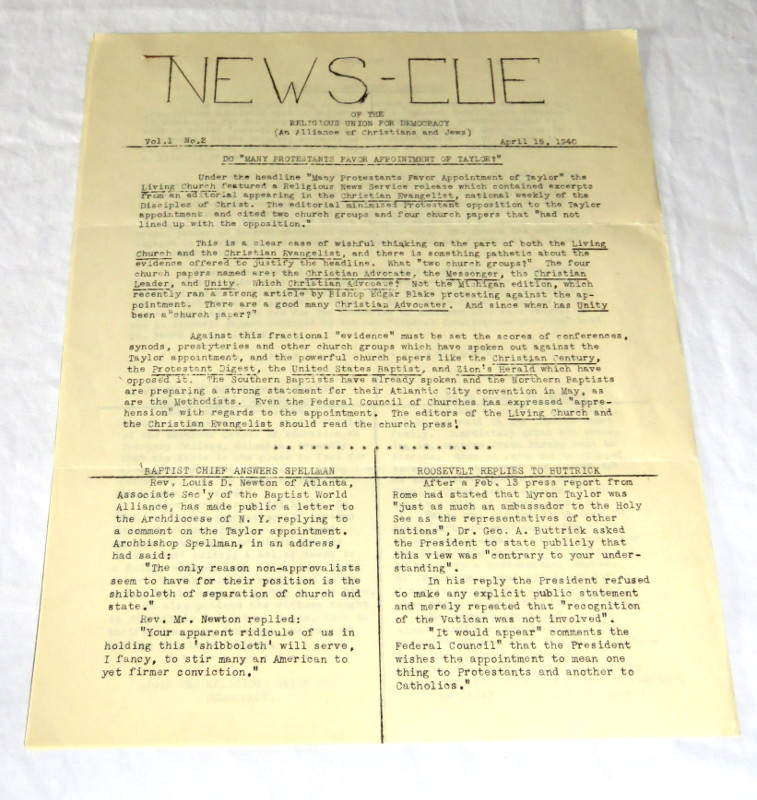 NEWS-CUE
OF THE
RELIGIOUS UNION FOR DEMOCRACY
(An Alliance of Christians and Jews)
Vol.1 No.2 April 15, 1940
DO "MANY PROTESTANTS FAVOR APPOINTMENT OF TAYLOR?"
Under the headline "Many Protestants Favor Appointment of Taylor" the
Living Church featured a Religious News Service release which contained excerpts
from an editorial appearing in the Christian Evangelist, national weekly of the
Disciples of Christ. The editorial minimized Protestant opposition to the Taylor
appointment and cited two church groups and four church papers that "had not
lined up with the opposition."
This is a clear case of wishful thinking on the part of both the Living
Church and the Christian Evangelist, and there is something pathetic about the
evidence offered to justify the headline. What "two church groups?" The four
church papers named are: the Christian Advocate, the Messenger, the Christian
Leader, and Unity. Which Christian Advocate? Not the Michigan edition, which
recently ran a strong article by Bishop Edgar Blake protesting against the ap-
pointment. There are a good many Christian Advocates. And since when has Unity
been a "church paper?"
Against this fractional "evidence" must be set the scores of conferences,
synods, presbyteries and other church groups which have spoken out against the
Taylor appointment, and the powerful church papers like the Christian Century,
the Protestant Digest, the United States Baptist, and Zion's Herald which have
opposed it. The Southern Baptists have already spoken and the Northern Baptists
are preparing a strong statement for their Atlantic City convention in May, as
are the Methodists. Even the Federal Council of Churches has expressed "appre-
hension" with regards to the appointment. The editors of the Living Church and
the Christian Evangelist should read the church press!
* * * * * * * * * * * * * * * * * *
BAPTIST CHIEF ANSWERS SPELLMAN
Rev. Louis D. Newton of Atlanta,
Associate Sec'y of the Baptist World
Alliance, has made public a letter to
the Archdiocese of N. Y. replying to
a comment on the Taylor appointment.
Archbishop Spellman, in an address,
had said:
"The only reason non-approvalists
seem to have for their position is the
shibboleth of separation of church and
state."
Rev. Mr. Newton replied:
"Your apparent ridicule of us in
holding this 'shibboleth' will serve,
I fancy, to stir many an American to
yet firmer conviction."
ROOSEVELT REPLIES TO BUTTRICK
After a Feb. 13 press report from
Rome had stated that Myron Taylor was
"just as much an ambassador to the Holy
See as the representatives of other
nations", Dr. Geo. A. Buttrick asked
the President to state publicly that
this view was "contrary to your under-
standing".
In his reply the President refused
to make any explicit public statement
and merely repeated that "recognition
of the Vatican was not involved".
"It would appear" comments the
Federal Council" that the President
wishes the appointment to mean one
thing to Protestants and another to
Catholics."